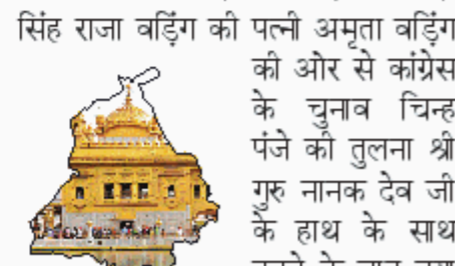 सिंह राजा वड़िंग की पत्नी अमृता वड़िंग
की ओर से कांग्रेस
के चुनाव चिन्ह
पंजे की तुलना श्री
गुरु नानक देव जी
के हाथ के साथ